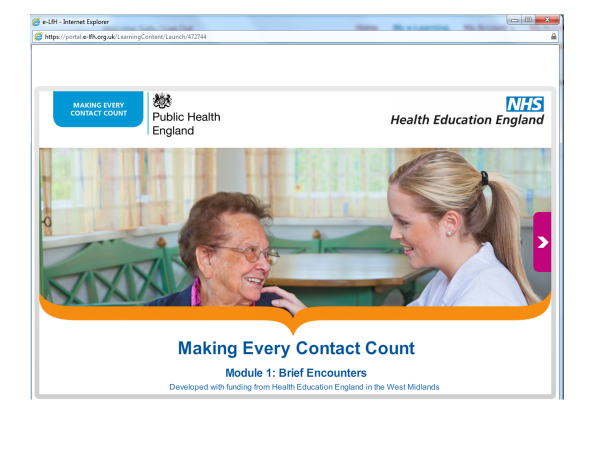 e-LfH - Internet Explorer
https://portal.e-lfh.org.uk/LearningContent/Launch/472744
MAKING EVERY
CONTACT COUNT
Public Health
England
NHS
Health Education England
Making Every Contact Count
Module 1: Brief Encounters
Developed with funding from Health Education England in the West Midlands